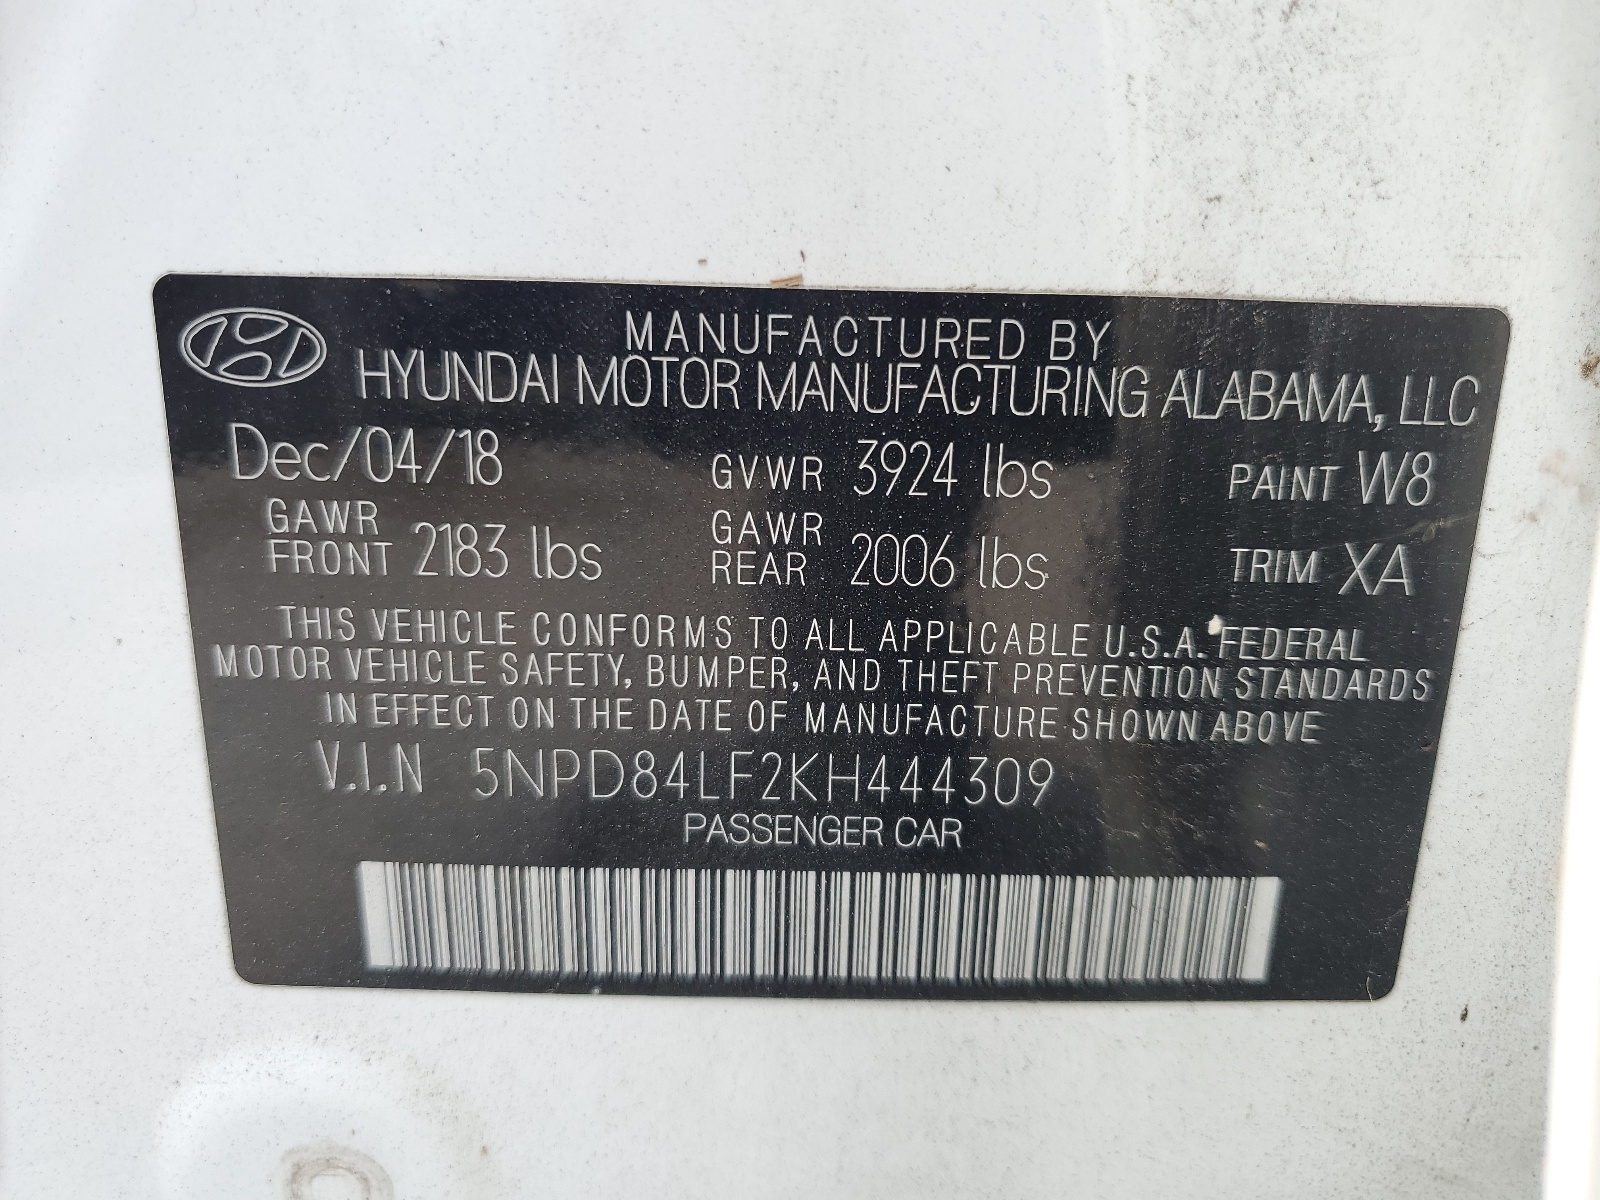 MANUFACTURED BY
HYUNDAI MOTOR MANUFACTURING ALABAMA, LLC
Dec/04/18 GVWR 3924 lbs PAINT W8
GAWR FRONT 2183 lbs GAWR REAR 2006 lbs TRIM XA
THIS VEHICLE CONFORMS TO ALL APPLICABLE U.S.A. FEDERAL
MOTOR VEHICLE SAFETY, BUMPER, AND THEFT PREVENTION STANDARDS
IN EFFECT ON THE DATE OF MANUFACTURE SHOWN ABOVE
V.I.N 5NPD84LF2KH444309
PASSENGER CAR